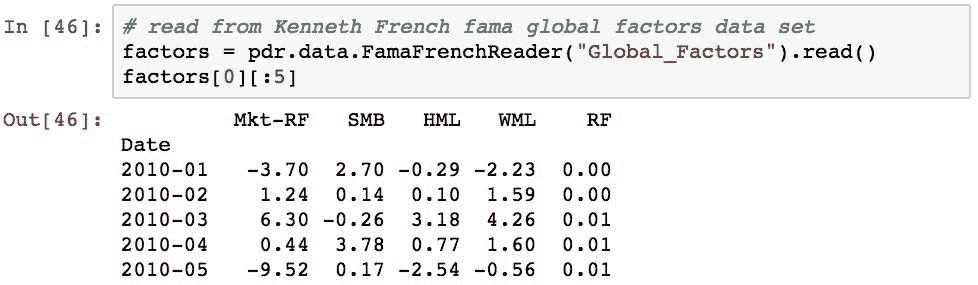 In [46]: # read from Kenneth French fama global factors data set
factors = pdr.data.FamaFrenchReader("Global_Factors").read()
factors[0][:5]
Out[46]: Mkt-RF SMB HML WML RF
Date
2010-01 -3.70 2.70 -0.29 -2.23 0.00
2010-02 1.24 0.14 0.10 1.59 0.00
2010-03 6.30 -0.26 3.18 4.26 0.01
2010-04 0.44 3.78 0.77 1.60 0.01
2010-05 -9.52 0.17 -2.54 -0.56 0.01